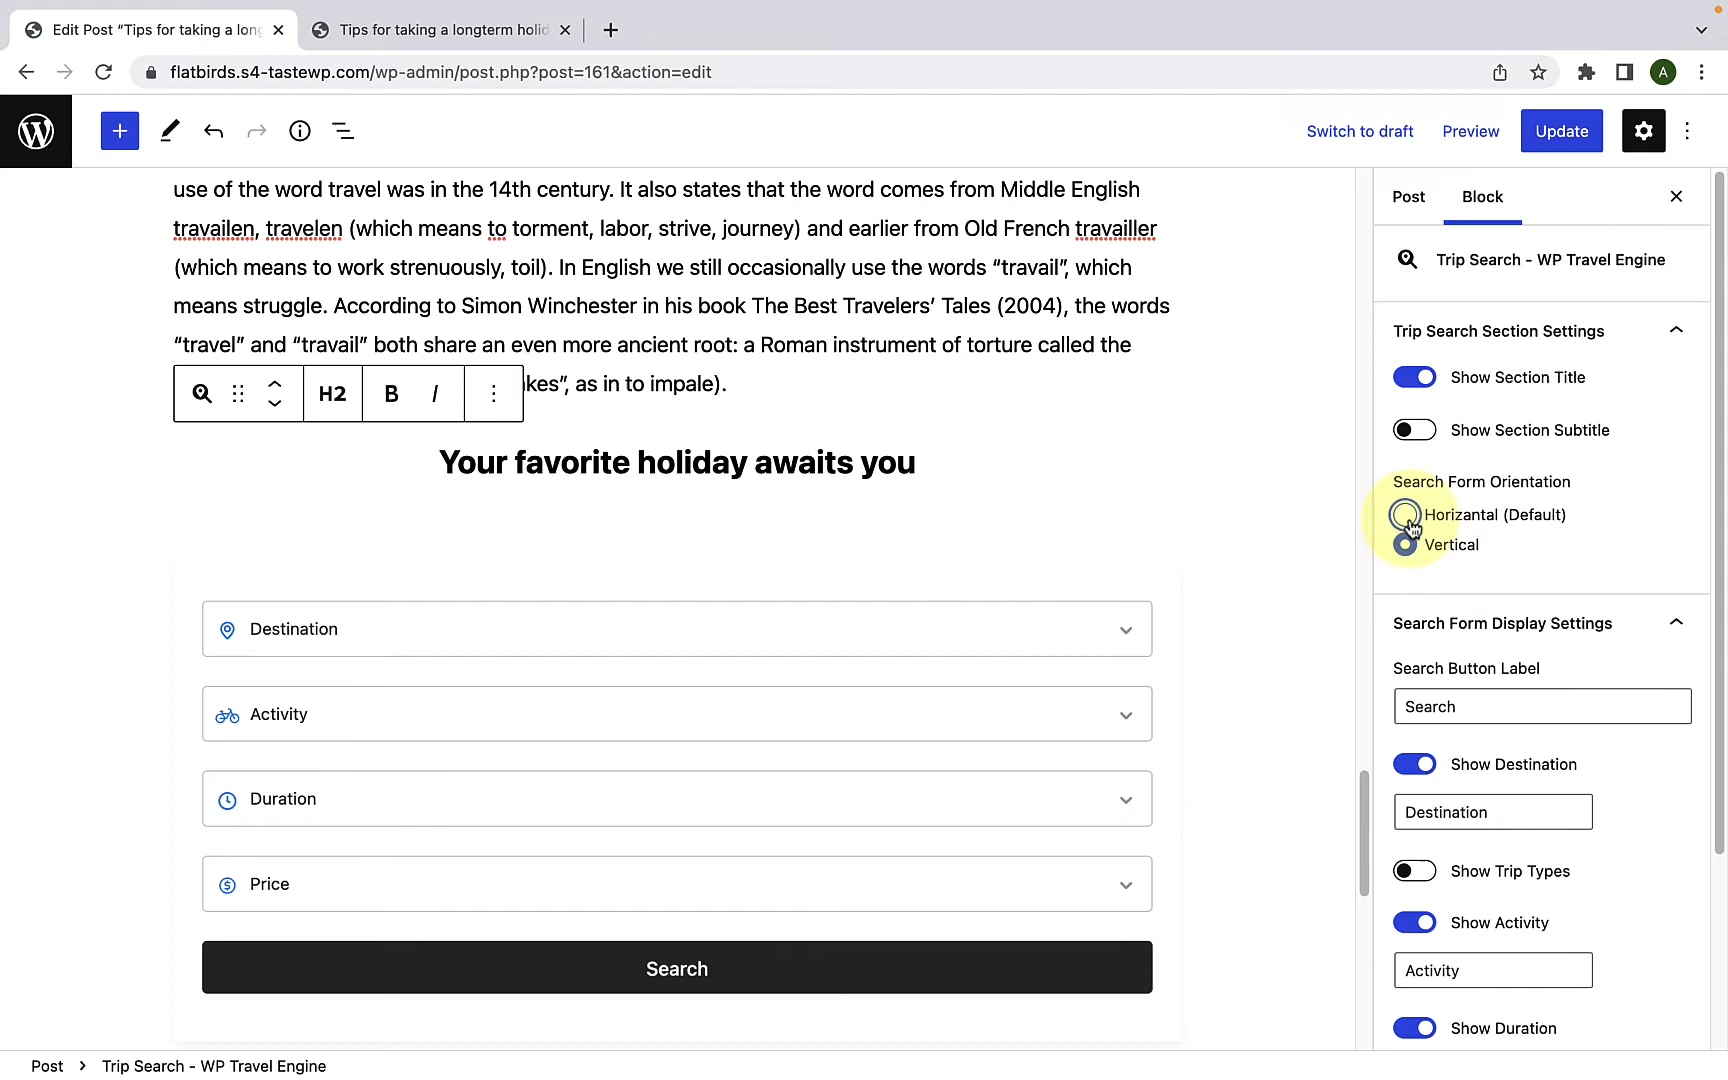 Edit Post “Tips for taking a long
Tips for taking a longterm holid
flatbirds.s4-tastewp.com/wp-admin/post.php?post=161&action=edit
A
Switch to draft
Preview
Update
use of the word travel was in the 14th century. It also states that the word comes from Middle English
travailen, travelen (which means to torment, labor, strive, journey) and earlier from Old French travailler
(which means to work strenuously, toil). In English we still occasionally use the words “travail”, which
means struggle. According to Simon Winchester in his book The Best Travelers’ Tales (2004), the words
“travel” and “travail” both share an even more ancient root: a Roman instrument of torture called the
kes”, as in to impale).
H2
B
I
Your favorite holiday awaits you
Destination
Activity
Duration
Price
Search
Post
Block
Trip Search - WP Travel Engine
Trip Search Section Settings
Show Section Title
Show Section Subtitle
Search Form Orientation
Horizantal (Default)
Vertical
Search Form Display Settings
Search Button Label
Search
Show Destination
Destination
Show Trip Types
Show Activity
Activity
Show Duration
Post > Trip Search - WP Travel Engine